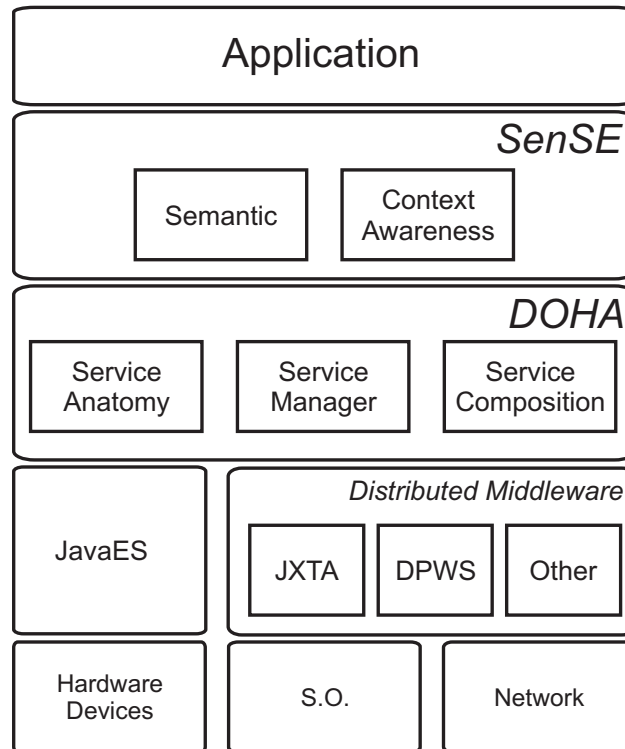 Application
SenSE
Semantic
Context
Awareness
DOHA
Service
Anatomy
Service
Manager
Service
Composition
JavaES
Distributed Middleware
JXTA
DPWS
Other
Hardware
Devices
S.O.
Network